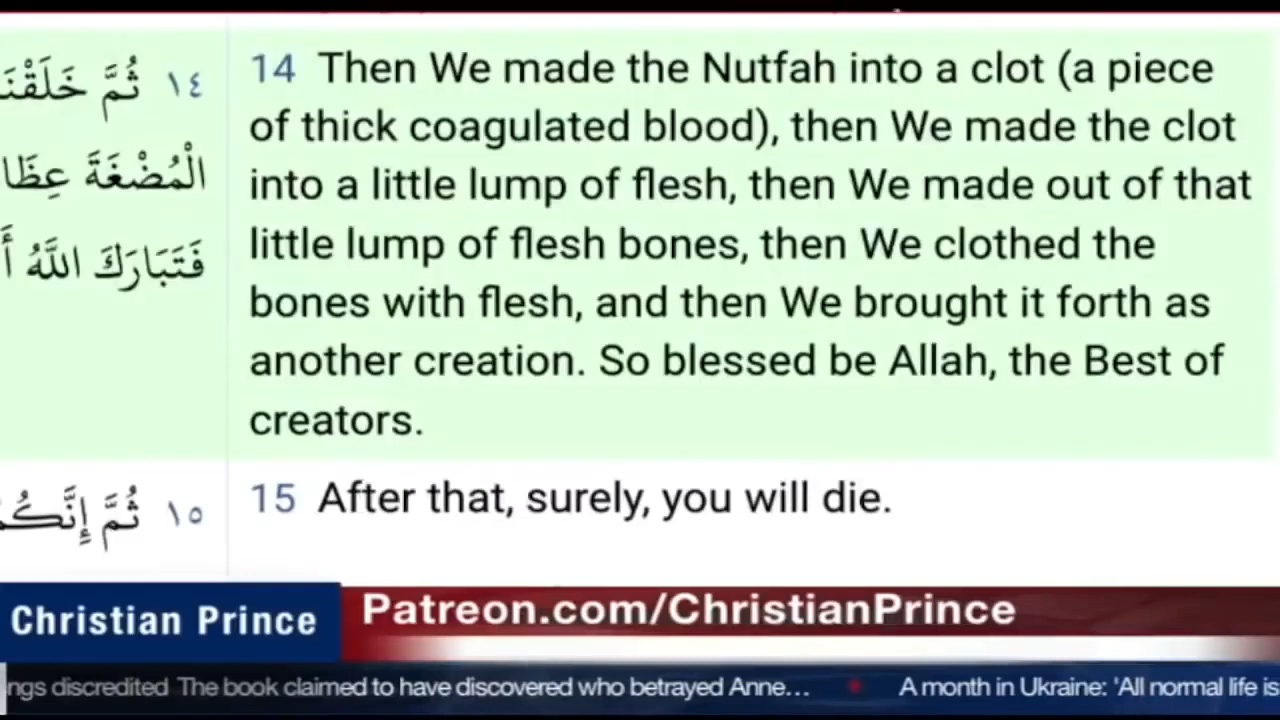 14 Then We made the Nutfah into a clot (a piece
of thick coagulated blood), then We made the clot
into a little lump of flesh, then We made out of that
little lump of flesh bones, then We clothed the
bones with flesh, and then We brought it forth as
another creation. So blessed be Allah, the Best of
creators.
١٤ ثُمَّ
الْمُضْغَةَ
فَتَبَارَكَ اللَّهُ
15 After that, surely, you will die.
١٥ ثُمَّ
Christian Prince
Patreon.com/ChristianPrince
discredited The book claimed to have discovered who betrayed Anne... A month in Ukraine: 'All normal life is